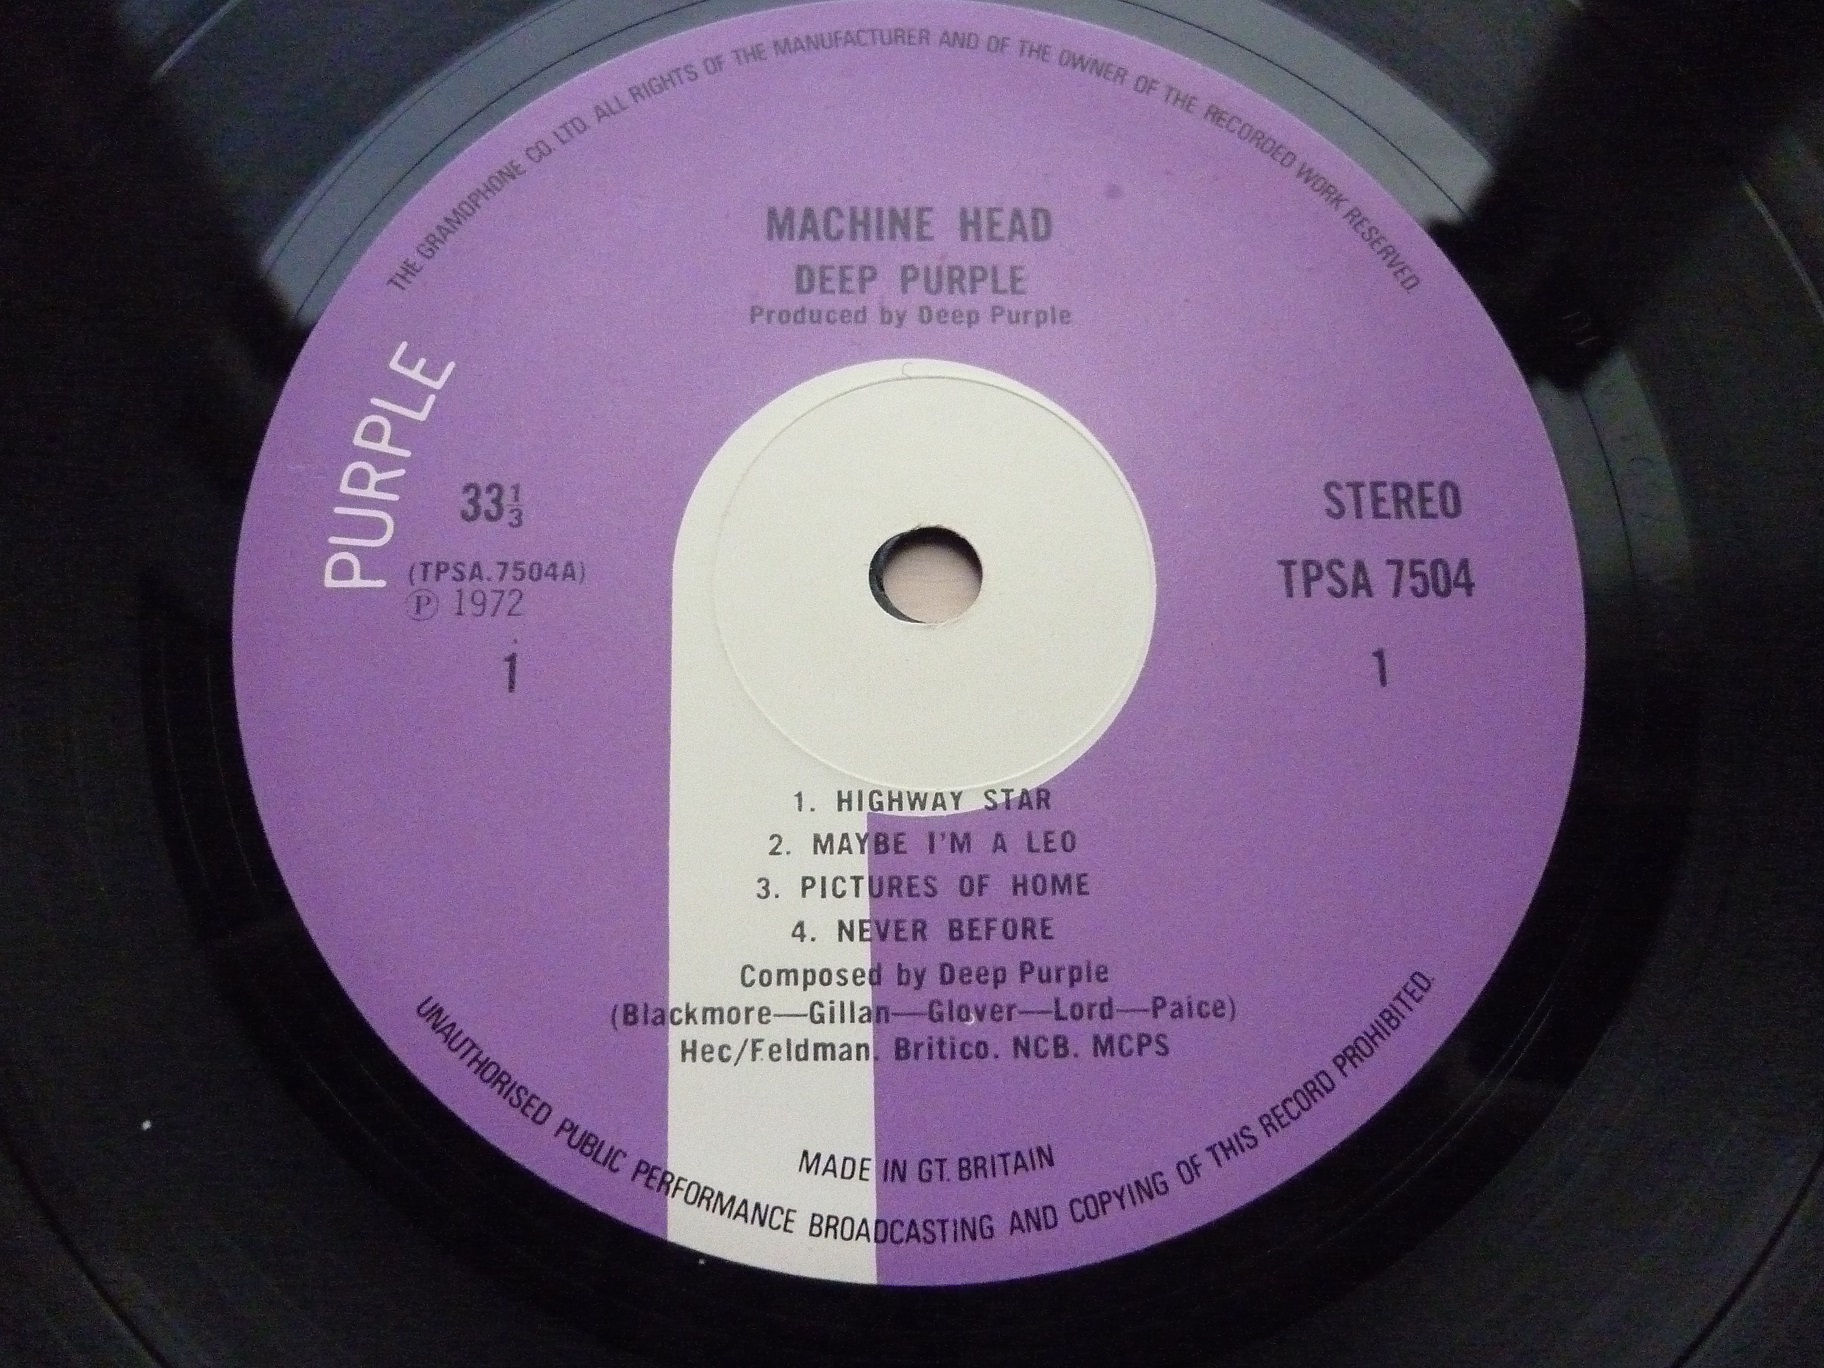 THE GRAMOPHONE CO. LTD. ALL RIGHTS OF THE MANUFACTURER AND OF THE OWNER OF THE RECORDED WORK RESERVED.
MACHINE HEAD
DEEP PURPLE
Produced by Deep Purple
PURPLE
33⅓
(TPSA.7504A)
Ⓟ 1972
1
STEREO
TPSA 7504
1
1. HIGHWAY STAR
2. MAYBE I'M A LEO
3. PICTURES OF HOME
4. NEVER BEFORE
Composed by Deep Purple
(Blackmore—Gillan—Glover—Lord—Paice)
Hec/Feldman. Britico. NCB. MCPS
MADE IN GT. BRITAIN
UNAUTHORISED PUBLIC PERFORMANCE BROADCASTING AND COPYING OF THIS RECORD PROHIBITED.